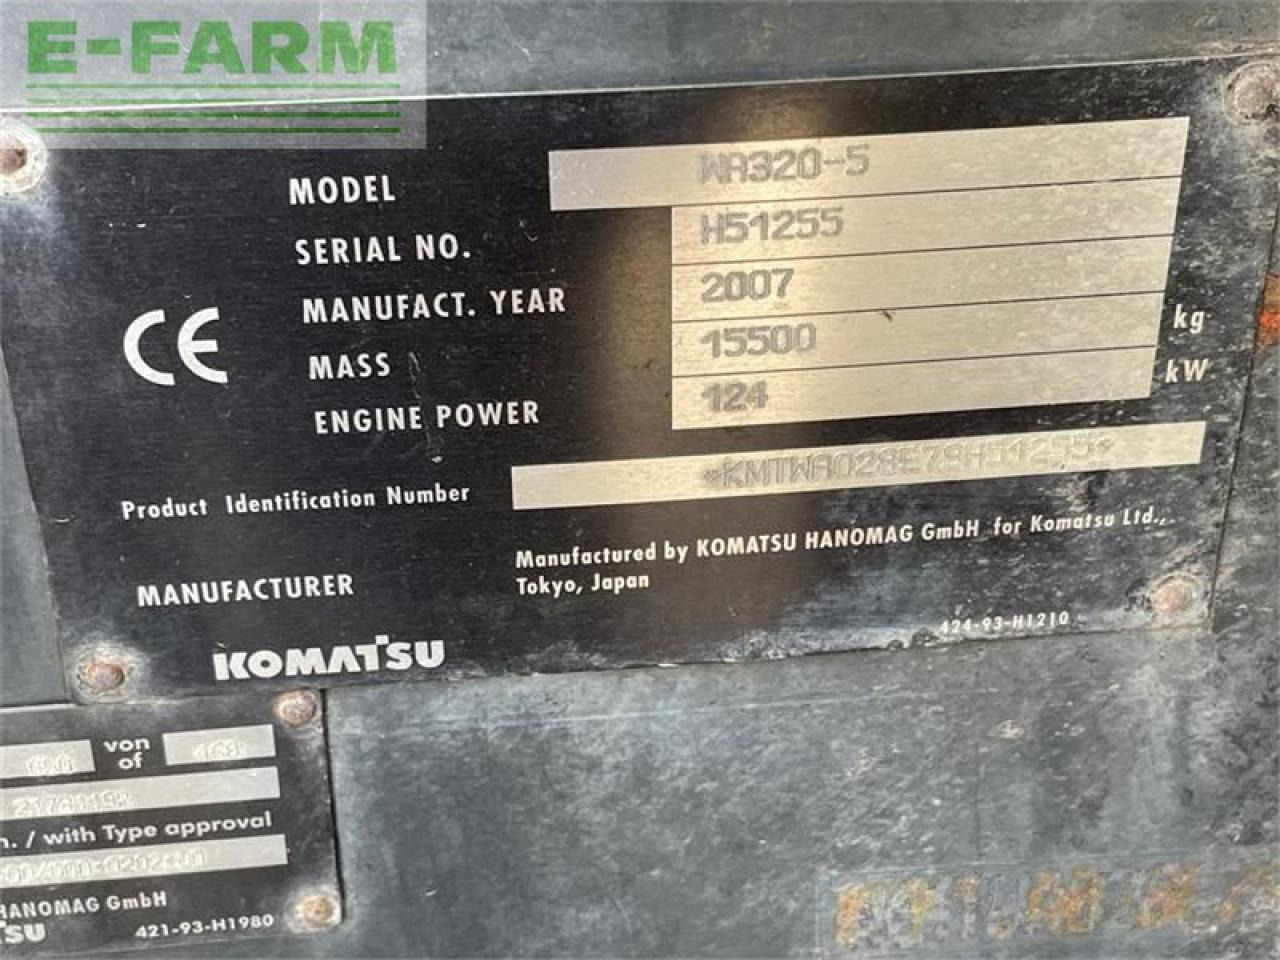 E-FARM
MODEL WA320-5
SERIAL NO. H51255
MANUFACT. YEAR 2007
MASS 15500 kg
ENGINE POWER 124 kW
CE
Product Identification Number *KMTWA028E79H51255*
MANUFACTURER Manufactured by KOMATSU HANOMAG GmbH for Komatsu Ltd.,
Tokyo, Japan
424-93-H1210
KOMATSU
von
of
/ with Type approval
HANOMAG GmbH
421-93-H1980